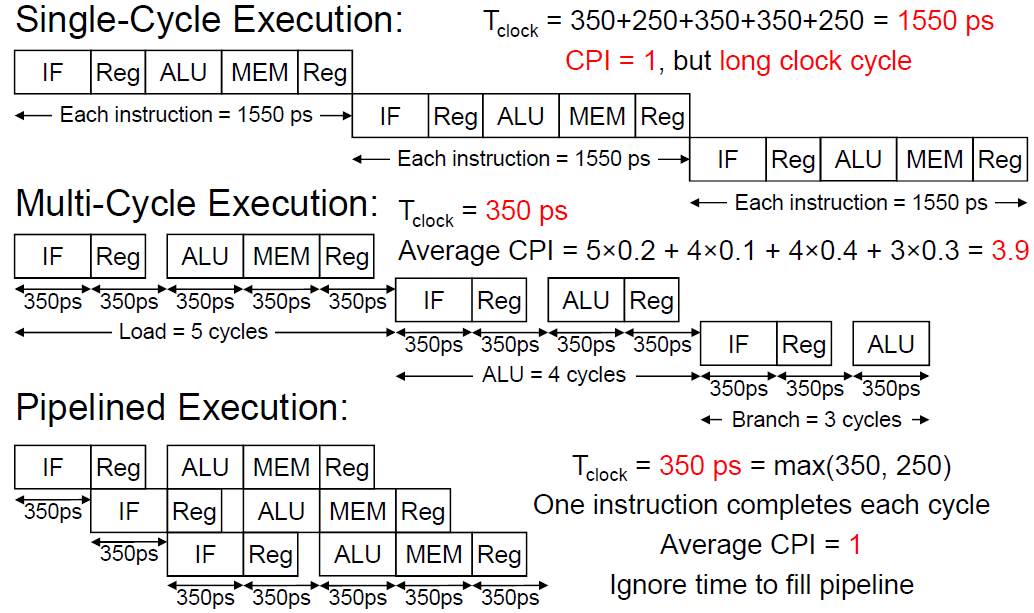 Single-Cycle Execution:
Tclock = 350+250+350+350+250 = 1550 ps
CPI = 1, but long clock cycle
IF Reg ALU MEM Reg
Each instruction = 1550 ps
IF Reg ALU MEM Reg
Each instruction = 1550 ps
IF Reg ALU MEM Reg
Each instruction = 1550 ps
Multi-Cycle Execution:
Tclock = 350 ps
Average CPI = 5×0.2 + 4×0.1 + 4×0.4 + 3×0.3 = 3.9
IF Reg ALU MEM Reg
350ps 350ps 350ps 350ps 350ps
Load = 5 cycles
IF Reg ALU Reg
350ps 350ps 350ps 350ps
ALU = 4 cycles
IF Reg ALU
350ps 350ps 350ps
Branch = 3 cycles
Pipelined Execution:
IF Reg ALU MEM Reg
350ps
IF Reg ALU MEM Reg
350ps
IF Reg ALU MEM Reg
350ps 350ps 350ps 350ps 350ps
Tclock = 350 ps = max(350, 250)
One instruction completes each cycle
Average CPI = 1
Ignore time to fill pipeline